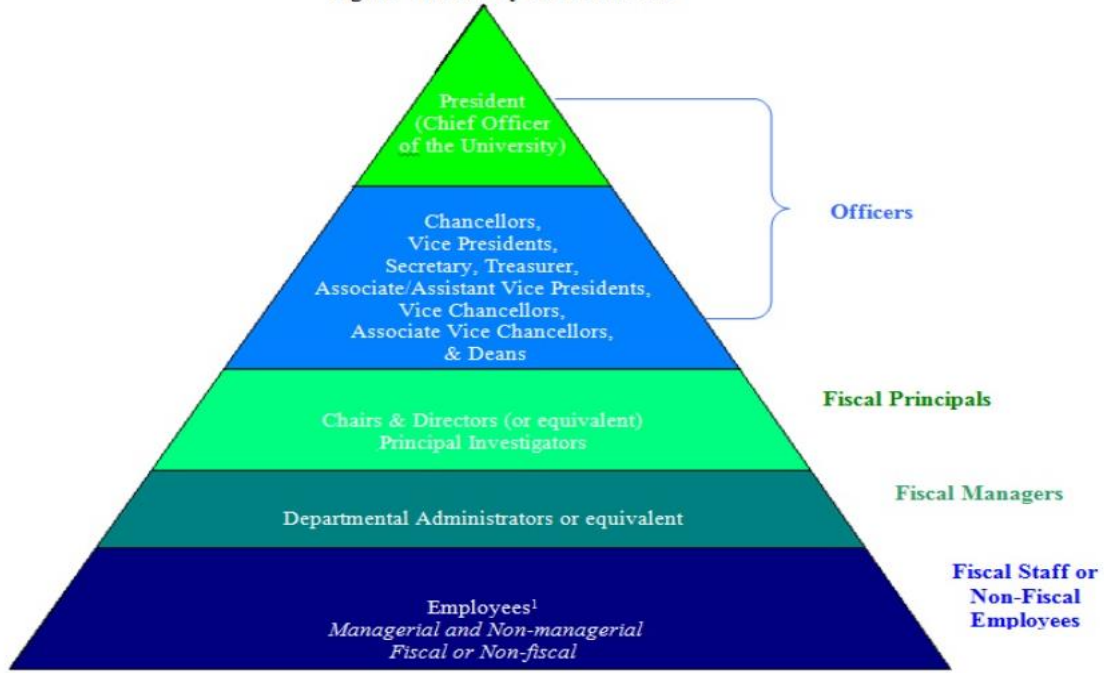 President
(Chief Officer
of the University)
Officers
Chancellors,
Vice Presidents,
Secretary, Treasurer,
Associate/Assistant Vice Presidents,
Vice Chancellors,
Associate Vice Chancellors,
& Deans
Fiscal Principals
Chairs & Directors (or equivalent)
Principal Investigators
Fiscal Managers
Departmental Administrators or equivalent
Fiscal Staff or
Non-Fiscal
Employees
Employees¹
Managerial and Non-managerial
Fiscal or Non-fiscal